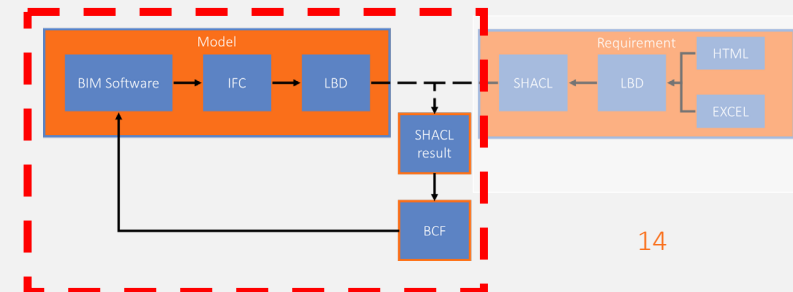 Model
BIM Software
IFC
LBD
Requirement
SHACL
LBD
HTML
EXCEL
SHACL
result
BCF
14